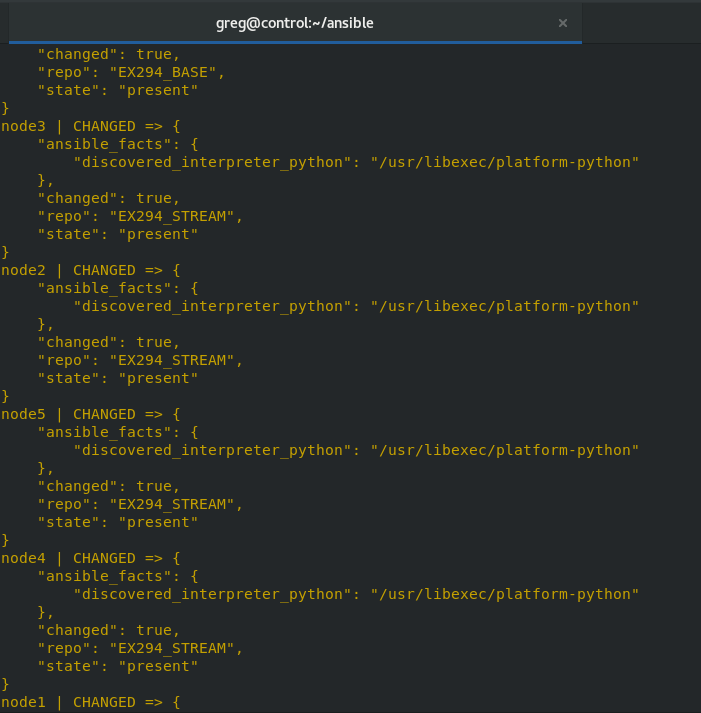 greg@control:~/ansible ×
    "changed": true,
    "repo": "EX294_BASE",
    "state": "present"
}
node3 | CHANGED => {
    "ansible_facts": {
        "discovered_interpreter_python": "/usr/libexec/platform-python"
    },
    "changed": true,
    "repo": "EX294_STREAM",
    "state": "present"
}
node2 | CHANGED => {
    "ansible_facts": {
        "discovered_interpreter_python": "/usr/libexec/platform-python"
    },
    "changed": true,
    "repo": "EX294_STREAM",
    "state": "present"
}
node5 | CHANGED => {
    "ansible_facts": {
        "discovered_interpreter_python": "/usr/libexec/platform-python"
    },
    "changed": true,
    "repo": "EX294_STREAM",
    "state": "present"
}
node4 | CHANGED => {
    "ansible_facts": {
        "discovered_interpreter_python": "/usr/libexec/platform-python"
    },
    "changed": true,
    "repo": "EX294_STREAM",
    "state": "present"
}
node1 | CHANGED => {